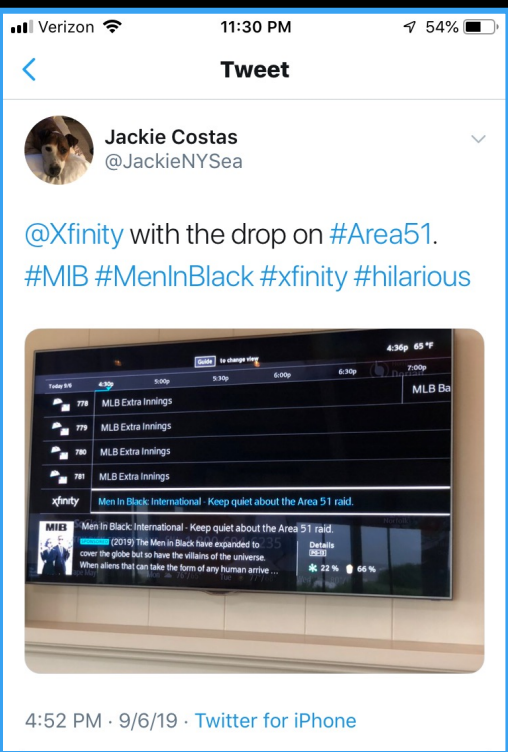 Verizon 11:30 PM 54%
Tweet
Jackie Costas
@JackieNYSea
@Xfinity with the drop on #Area51.
#MIB #MenInBlack #xfinity #hilarious
4:36p 65°F
Guide to change view
Today 9/6 4:30p 5:00p 5:30p 6:00p 6:30p 7:00p
778 MLB Extra Innings MLB Ba
779 MLB Extra Innings
780 MLB Extra Innings
781 MLB Extra Innings
xfinity Men In Black: International - Keep quiet about the Area 51 raid.
MIB Men In Black: International - Keep quiet about the Area 51 raid.
(2019) The Men in Black have expanded to
cover the globe but so have the villains of the universe.
When aliens that can take the form of any human arrive ...
Details
PG-13
22 % 66 %
4:52 PM · 9/6/19 · Twitter for iPhone